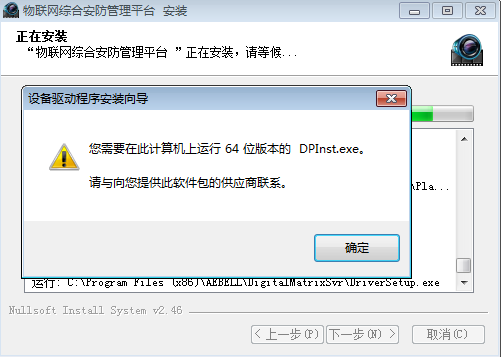 物联网综合安防管理平台 安装
正在安装
“物联网综合安防管理平台 ”正在安装，请等候...
设备驱动程序安装向导
您需要在此计算机上运行 64 位版本的 DPInst.exe。
\Pla...
请与向您提供此软件包的供应商联系。
确定
运行: C:\Program Files (x86)\AEBELL\DigitalMatrixSvr\DriverSetup.exe
Nullsoft Install System v2.46
< 上一步(P) 下一步(N) > 取消(C)